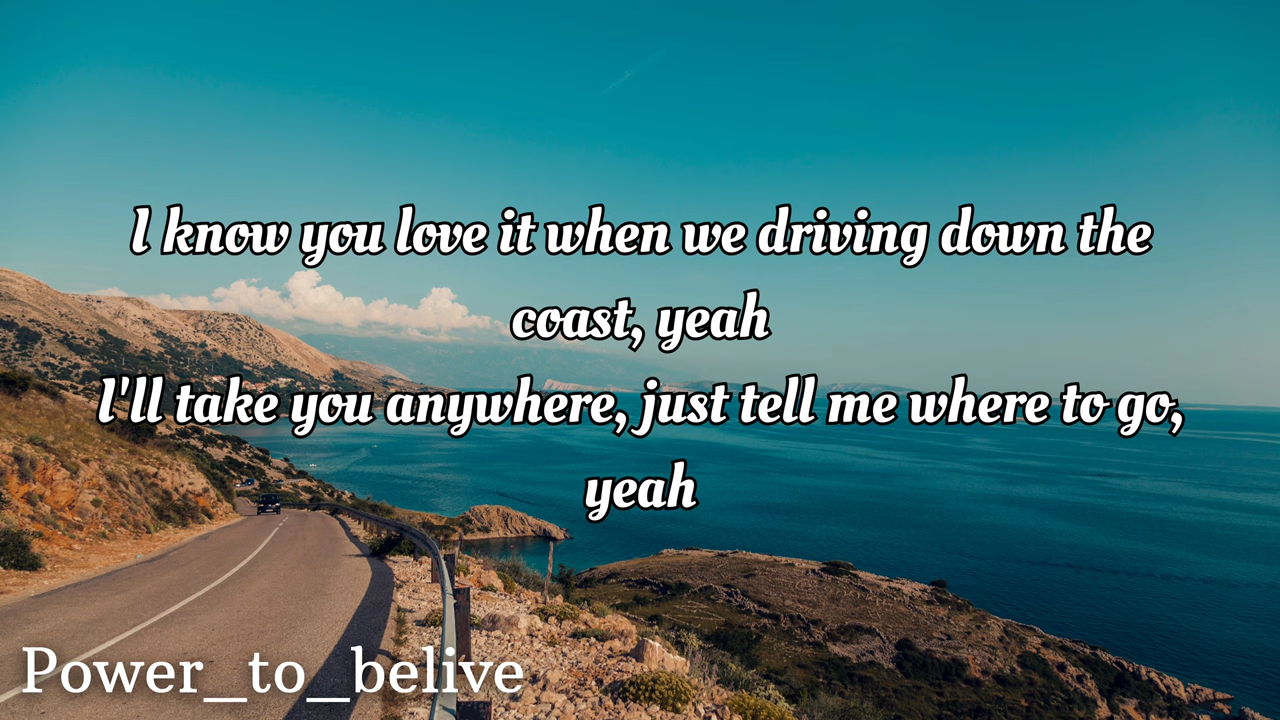 I know you love it when we driving down the
coast, yeah
I'll take you anywhere, just tell me where to go,
yeah
Power_to_belive